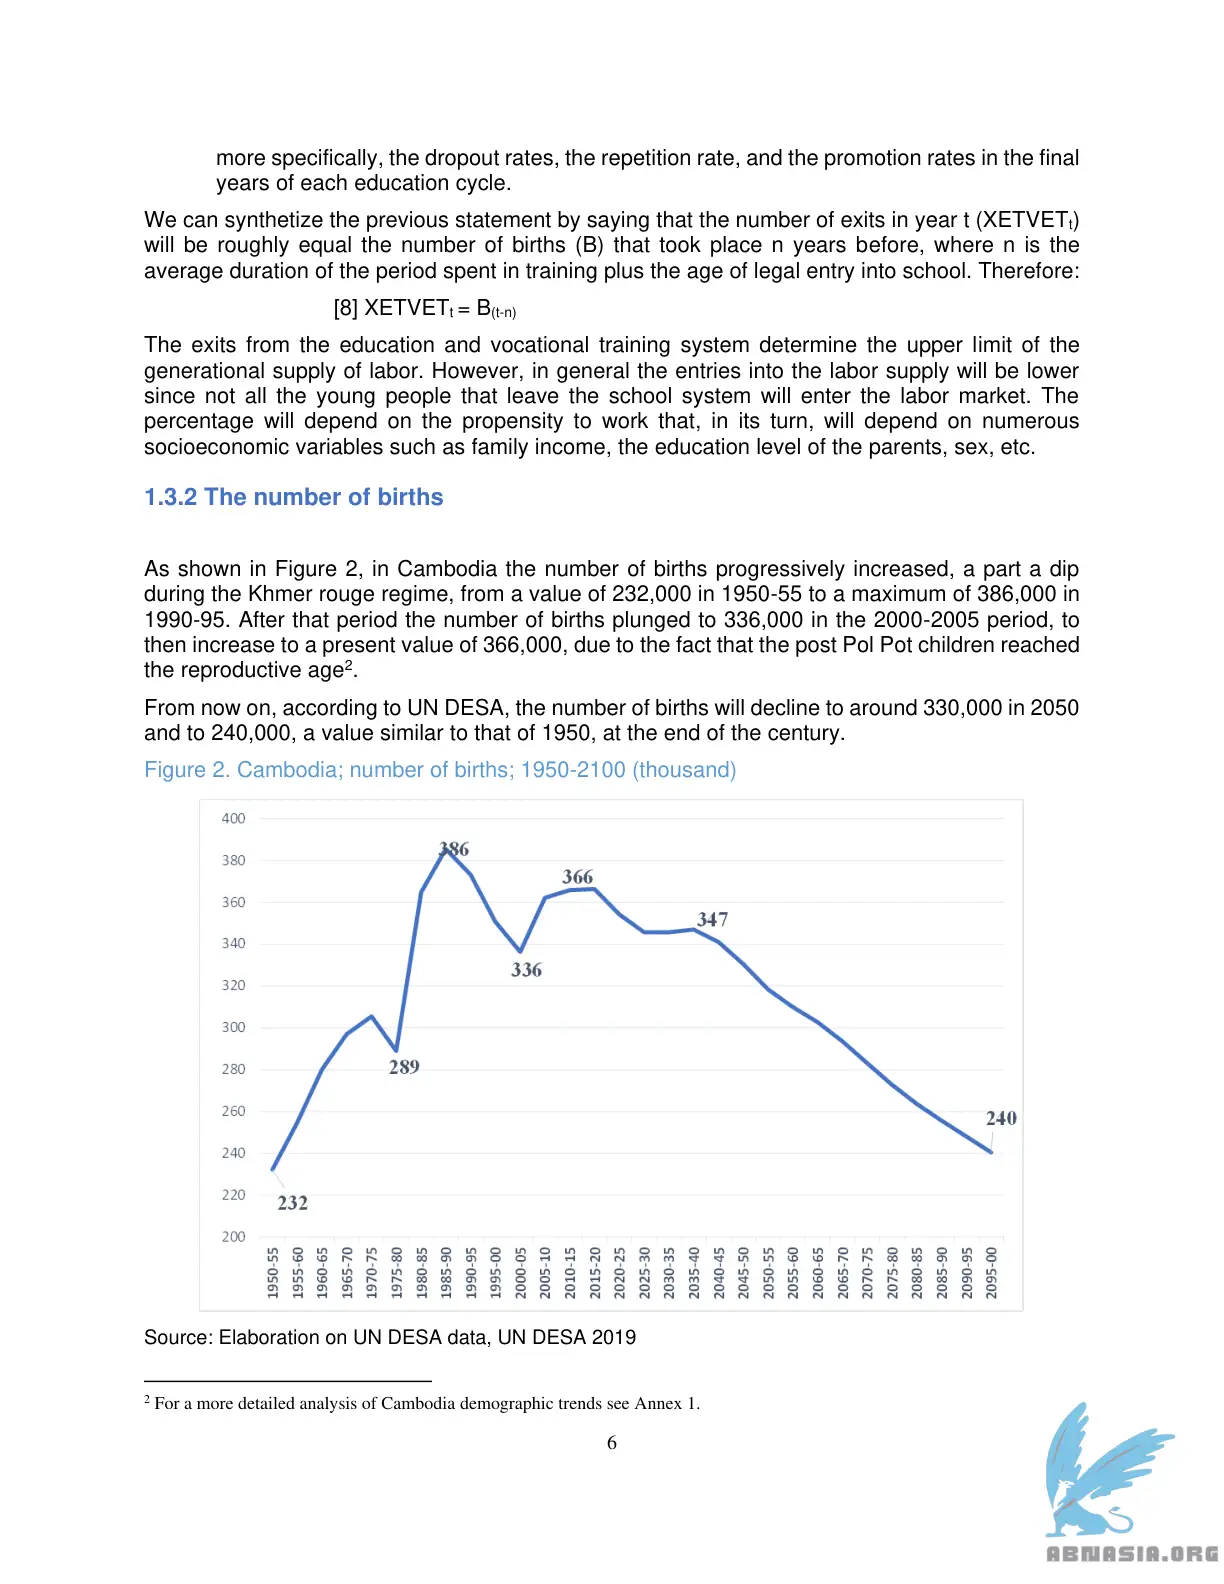 more specifically, the dropout rates, the repetition rate, and the promotion rates in the final
years of each education cycle.
We can synthetize the previous statement by saying that the number of exits in year t (XETVETt)
will be roughly equal the number of births (B) that took place n years before, where n is the
average duration of the period spent in training plus the age of legal entry into school. Therefore:
[8] XETVETt = B(t-n)
The exits from the education and vocational training system determine the upper limit of the
generational supply of labor. However, in general the entries into the labor supply will be lower
since not all the young people that leave the school system will enter the labor market. The
percentage will depend on the propensity to work that, in its turn, will depend on numerous
socioeconomic variables such as family income, the education level of the parents, sex, etc.
1.3.2 The number of births
As shown in Figure 2, in Cambodia the number of births progressively increased, a part a dip
during the Khmer rouge regime, from a value of 232,000 in 1950-55 to a maximum of 386,000 in
1990-95. After that period the number of births plunged to 336,000 in the 2000-2005 period, to
then increase to a present value of 366,000, due to the fact that the post Pol Pot children reached
the reproductive age2.
From now on, according to UN DESA, the number of births will decline to around 330,000 in 2050
and to 240,000, a value similar to that of 1950, at the end of the century.
Figure 2. Cambodia; number of births; 1950-2100 (thousand)
400
380
360
340
320
300
280
260
240
220
200
386
366
347
336
289
240
232
1950-55
1955-60
1960-65
1965-70
1970-75
1975-80
1980-85
1985-90
1990-95
1995-00
2000-05
2005-10
2010-15
2015-20
2020-25
2025-30
2030-35
2035-40
2040-45
2045-50
2050-55
2055-60
2060-65
2065-70
2070-75
2075-80
2080-85
2085-90
2090-95
2095-00
Source: Elaboration on UN DESA data, UN DESA 2019
2 For a more detailed analysis of Cambodia demographic trends see Annex 1.
6
ABNASIA.ORG